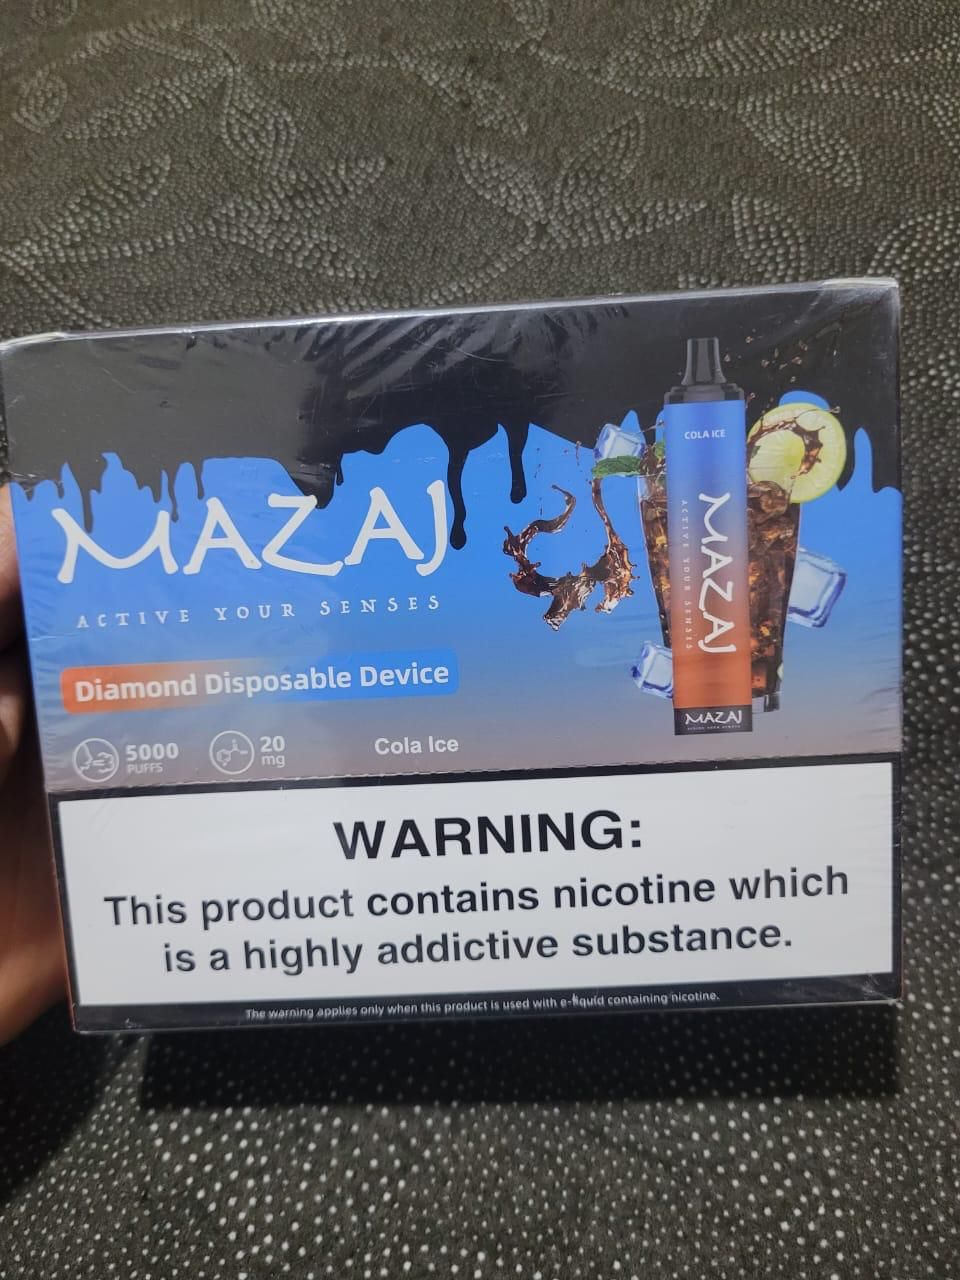 MAZAJ
ACTIVE YOUR SENSES
Diamond Disposable Device
5000
PUFFS
20
mg
Cola Ice
COLA ICE
MAZAJ
ACTIVE YOUR SENSES
MAZAJ
WARNING:
This product contains nicotine which
is a highly addictive substance.
The warning applies only when this product is used with e-liquid containing nicotine.